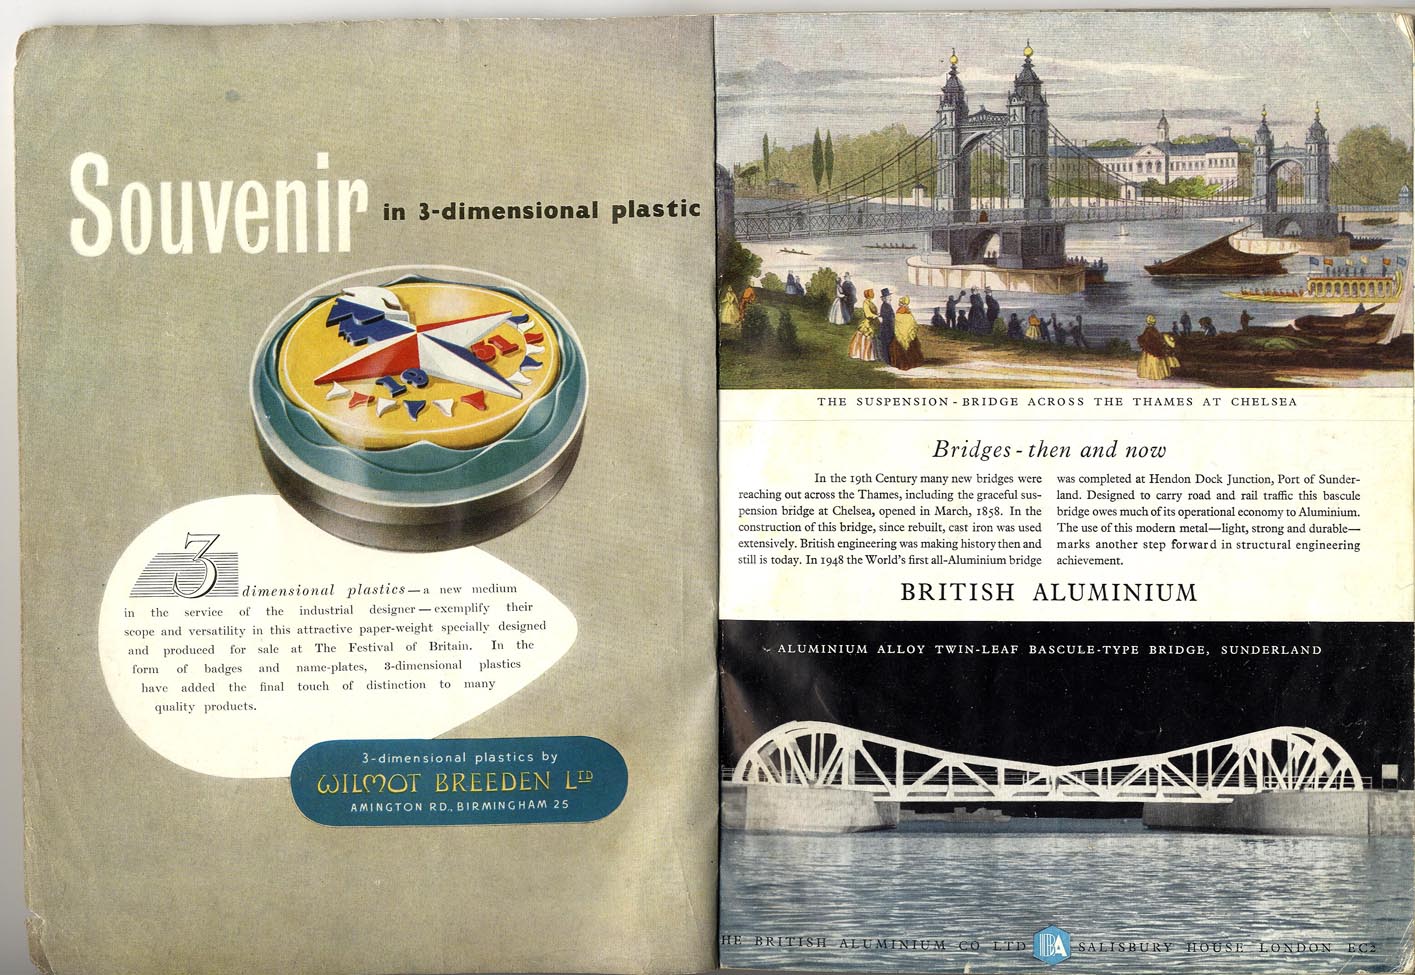 Souvenir in 3-dimensional plastic
19 51
3 dimensional plastics — a new medium
in the service of the industrial designer — exemplify their
scope and versatility in this attractive paper-weight specially designed
and produced for sale at The Festival of Britain. In the
form of badges and name-plates, 3-dimensional plastics
have added the final touch of distinction to many
quality products.
3-dimensional plastics by
WILMOT BREEDEN LTD
AMINGTON RD., BIRMINGHAM 25
THE SUSPENSION-BRIDGE ACROSS THE THAMES AT CHELSEA
Bridges - then and now
In the 19th Century many new bridges were
reaching out across the Thames, including the graceful sus-
pension bridge at Chelsea, opened in March, 1858. In the
construction of this bridge, since rebuilt, cast iron was used
extensively. British engineering was making history then and
still is today. In 1948 the World's first all-Aluminium bridge
was completed at Hendon Dock Junction, Port of Sunder-
land. Designed to carry road and rail traffic this bascule
bridge owes much of its operational economy to Aluminium.
The use of this modern metal—light, strong and durable—
marks another step forward in structural engineering
achievement.
BRITISH ALUMINIUM
ALUMINIUM ALLOY TWIN-LEAF BASCULE-TYPE BRIDGE, SUNDERLAND
HE BRITISH ALUMINIUM CO LTD BA SALISBURY HOUSE LONDON EC2